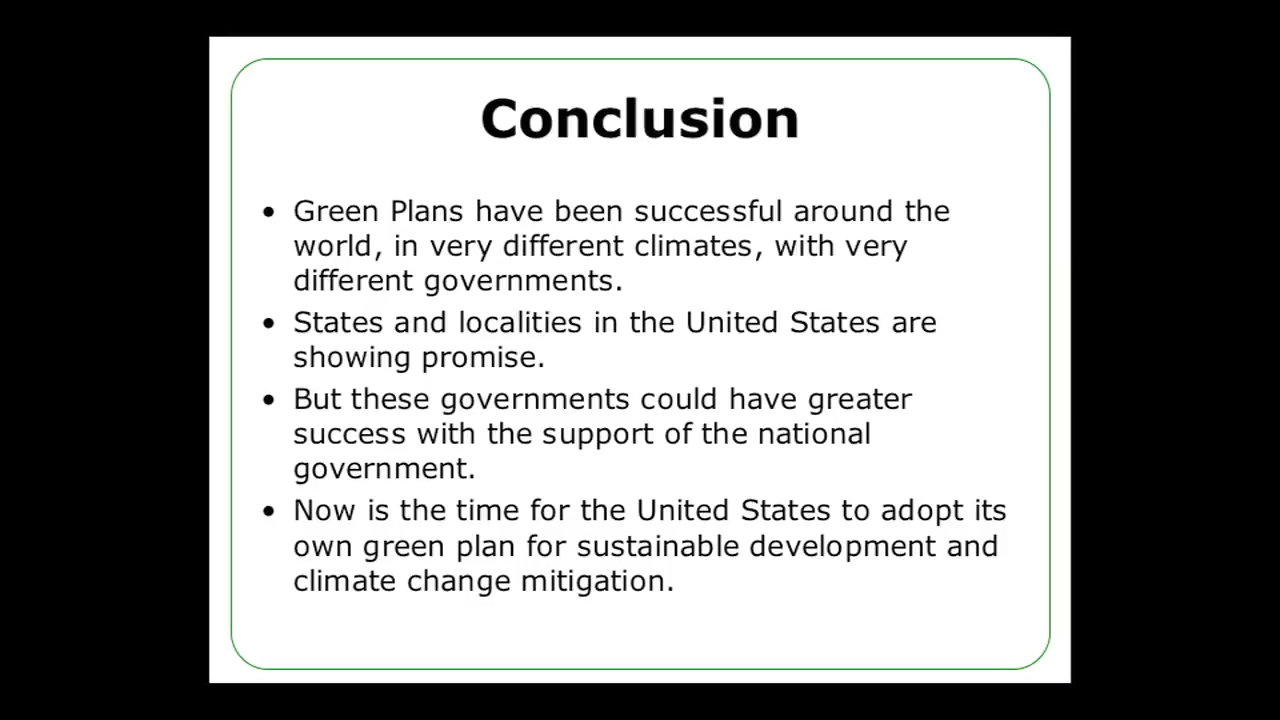 Conclusion
• Green Plans have been successful around the
world, in very different climates, with very
different governments.
• States and localities in the United States are
showing promise.
• But these governments could have greater
success with the support of the national
government.
• Now is the time for the United States to adopt its
own green plan for sustainable development and
climate change mitigation.